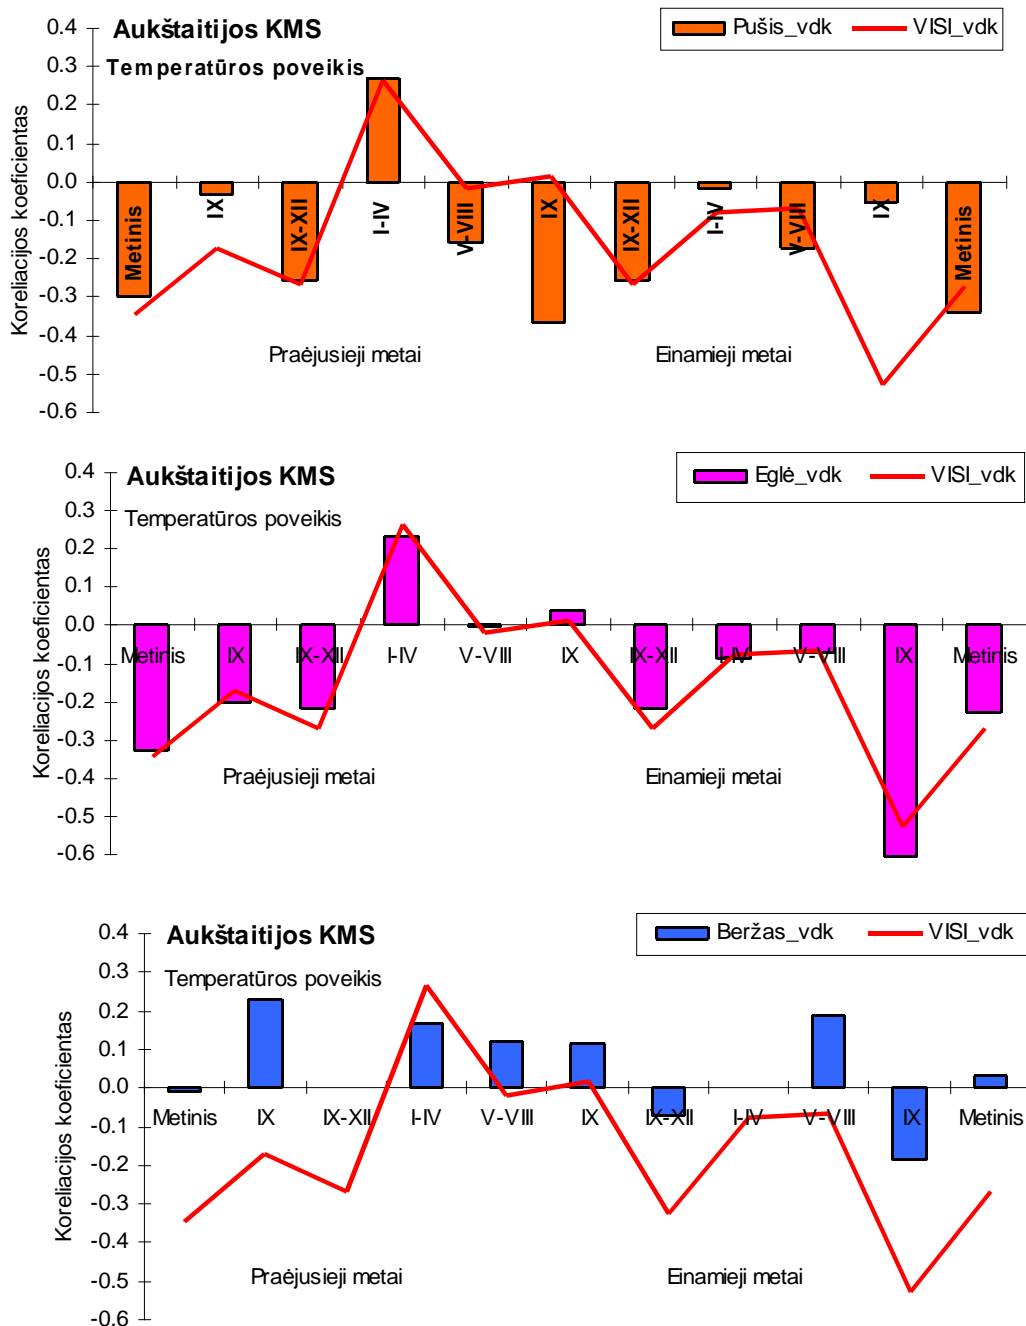 Aukštaitijos KMS
Temperatūros poveikis
Pušis_vdk
VISI_vdk
Koreliacijos koeficientas
0.4
0.3
0.2
0.1
0.0
-0.1
-0.2
-0.3
-0.4
-0.5
-0.6
Metinis
IX
IX-XII
I-IV
V-VIII
IX
IX-XII
I-IV
V-VIII
IX
Metinis
Praėjusieji metai
Einamieji metai
Aukštaitijos KMS
Temperatūros poveikis
Eglė_vdk
VISI_vdk
Koreliacijos koeficientas
0.4
0.3
0.2
0.1
0.0
-0.1
-0.2
-0.3
-0.4
-0.5
-0.6
Metinis
IX
IX-XII
I-IV
V-VIII
IX
IX-XII
I-IV
V-VIII
IX
Metinis
Praėjusieji metai
Einamieji metai
Aukštaitijos KMS
Temperatūros poveikis
Beržas_vdk
VISI_vdk
Koreliacijos koeficientas
0.4
0.3
0.2
0.1
0.0
-0.1
-0.2
-0.3
-0.4
-0.5
-0.6
Metinis
IX
IX-XII
I-IV
V-VIII
IX
IX-XII
I-IV
V-VIII
IX
Metinis
Praėjusieji metai
Einamieji metai